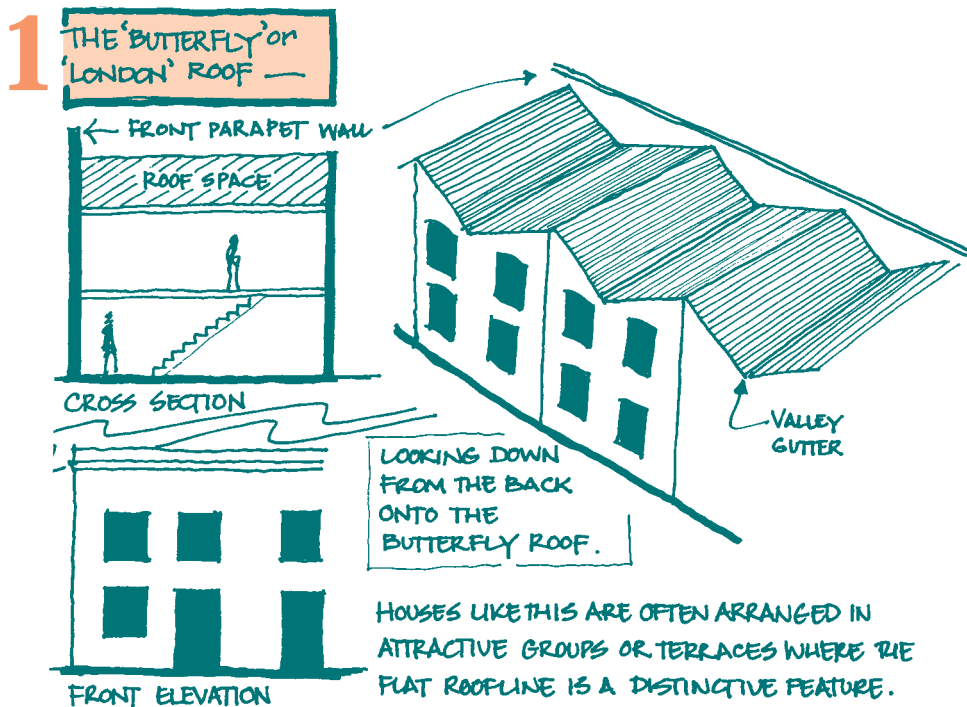 1
THE 'BUTTERFLY' OR
'LONDON' ROOF —
← FRONT PARAPET WALL
ROOF SPACE
CROSS SECTION
VALLEY
GUTTER
LOOKING DOWN
FROM THE BACK
ONTO THE
BUTTERFLY ROOF.
FRONT ELEVATION
HOUSES LIKE THIS ARE OFTEN ARRANGED IN
ATTRACTIVE GROUPS OR TERRACES WHERE THE
FLAT ROOFLINE IS A DISTINCTIVE FEATURE.